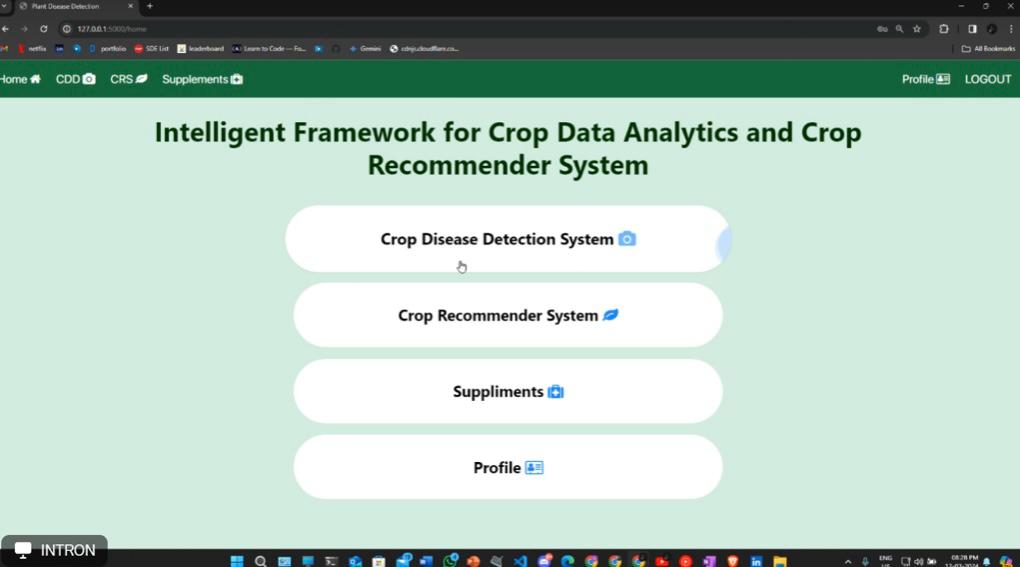 Plant Disease Detection
127.0.0.1:5000/home
netflix
portfolio
SDE List
leaderboard
Learn to Code — Fo...
Gemini
cdnjs.cloudflare.co...
All Bookmarks
Home
CDD
CRS
Supplements
Profile
LOGOUT
Intelligent Framework for Crop Data Analytics and Crop
Recommender System
Crop Disease Detection System
Crop Recommender System
Suppliments
Profile
INTRON
ENG
08:28 PM